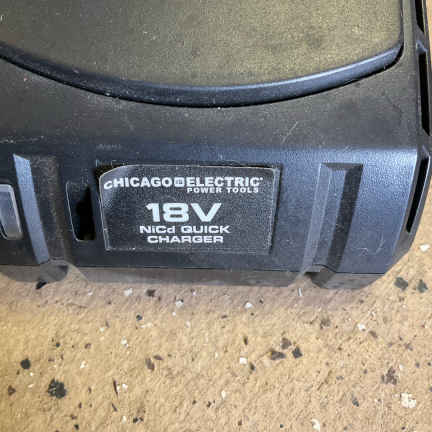 CHICAGO ELECTRIC
POWER TOOLS
18V
NiCd QUICK
CHARGER